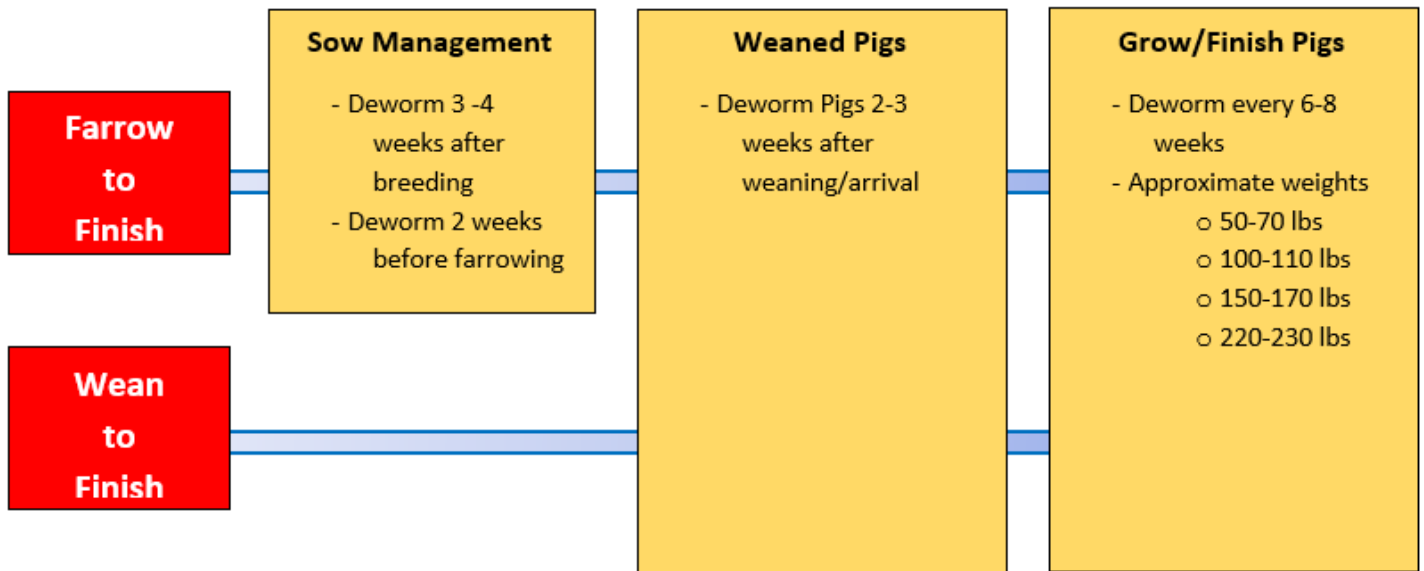 Farrow
to
Finish
Sow Management
- Deworm 3 -4
weeks after
breeding
- Deworm 2 weeks
before farrowing
Weaned Pigs
- Deworm Pigs 2-3
weeks after
weaning/arrival
Grow/Finish Pigs
- Deworm every 6-8
weeks
- Approximate weights
o 50-70 lbs
o 100-110 lbs
o 150-170 lbs
o 220-230 lbs
Wean
to
Finish